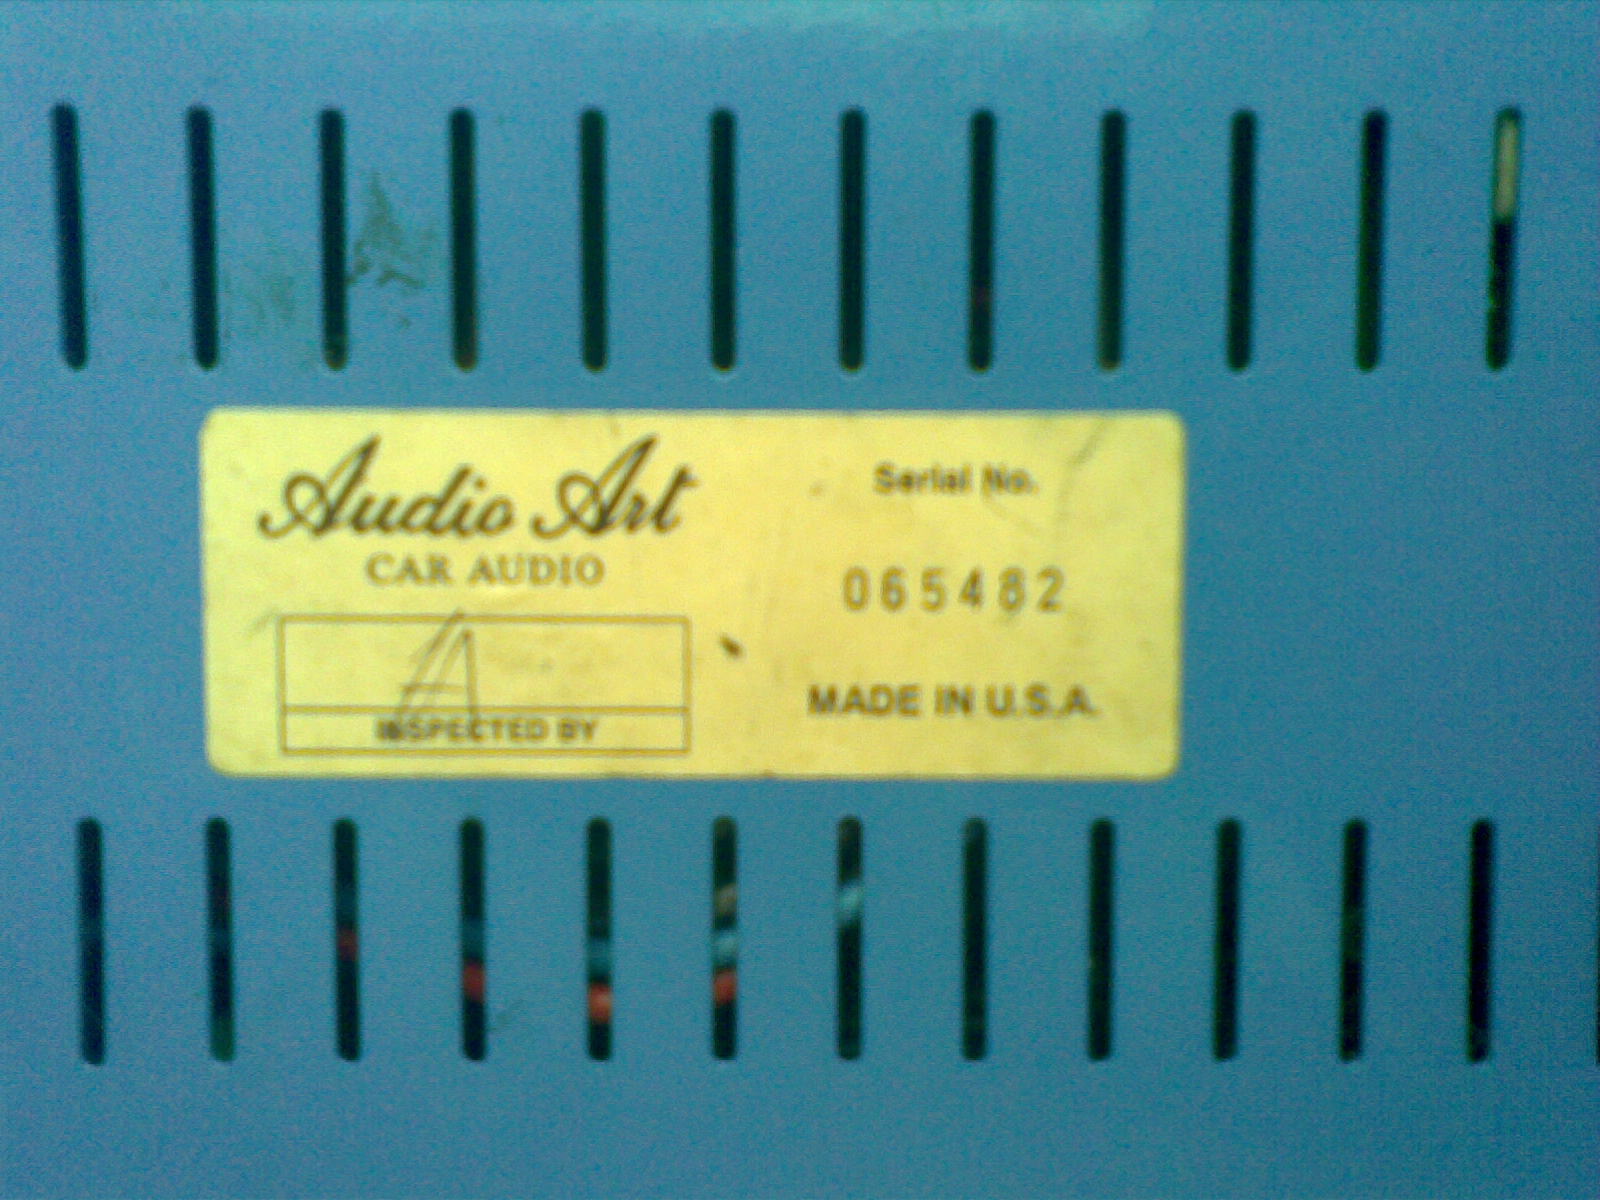 Audio Art
CAR AUDIO
A
INSPECTED BY
Serial No.
065482
MADE IN U.S.A.